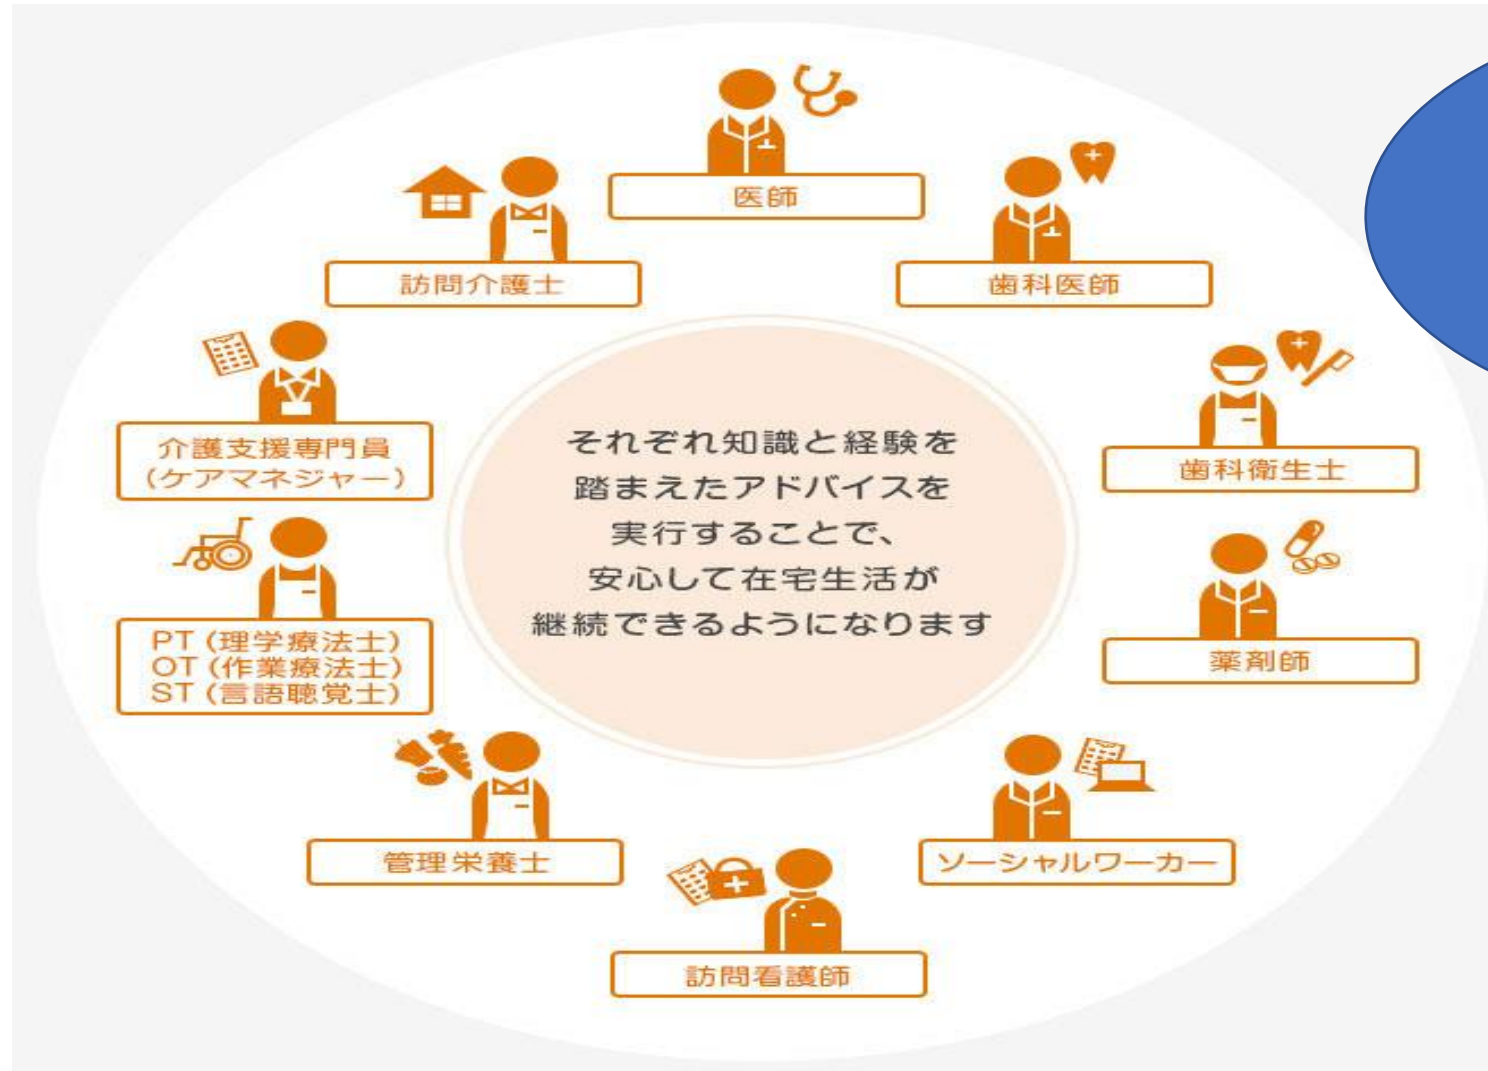 医師
訪問介護士
歯科医師
介護支援専門員
(ケアマネジャー)
歯科衛生士
それぞれ知識と経験を
踏まえたアドバイスを
実行することで、
安心して在宅生活が
継続できるようになります
PT(理学療法士)
OT(作業療法士)
ST(言語聴覚士)
薬剤師
管理栄養士
ソーシャルワーカー
訪問看護師